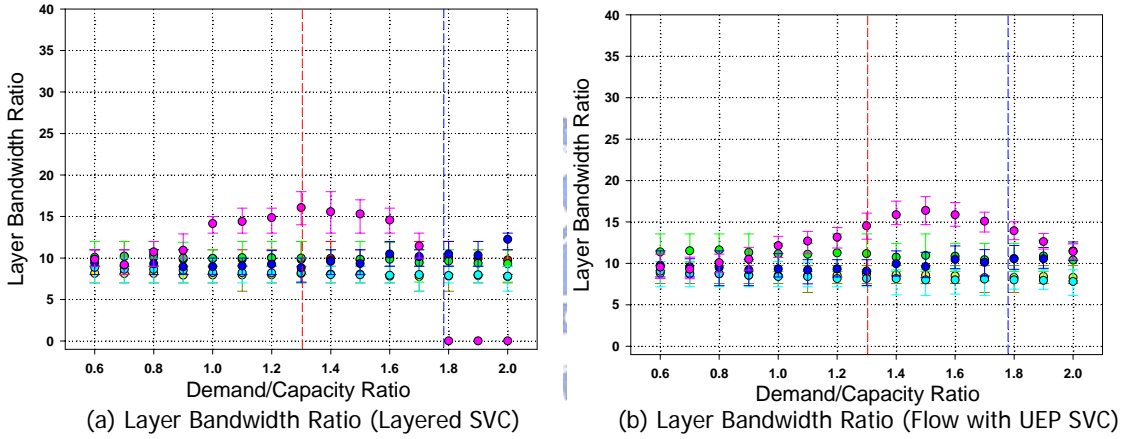 40
35
30
25
20
15
10
5
0
Layer Bandwidth Ratio
0.6 0.8 1.0 1.2 1.4 1.6 1.8 2.0
Demand/Capacity Ratio
(a) Layer Bandwidth Ratio (Layered SVC)
40
35
30
25
20
15
10
5
0
Layer Bandwidth Ratio
0.6 0.8 1.0 1.2 1.4 1.6 1.8 2.0
Demand/Capacity Ratio
(b) Layer Bandwidth Ratio (Flow with UEP SVC)